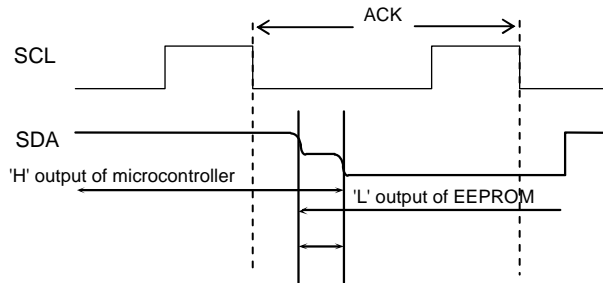 ACK
SCL
SDA
'H' output of microcontroller
'L' output of EEPROM